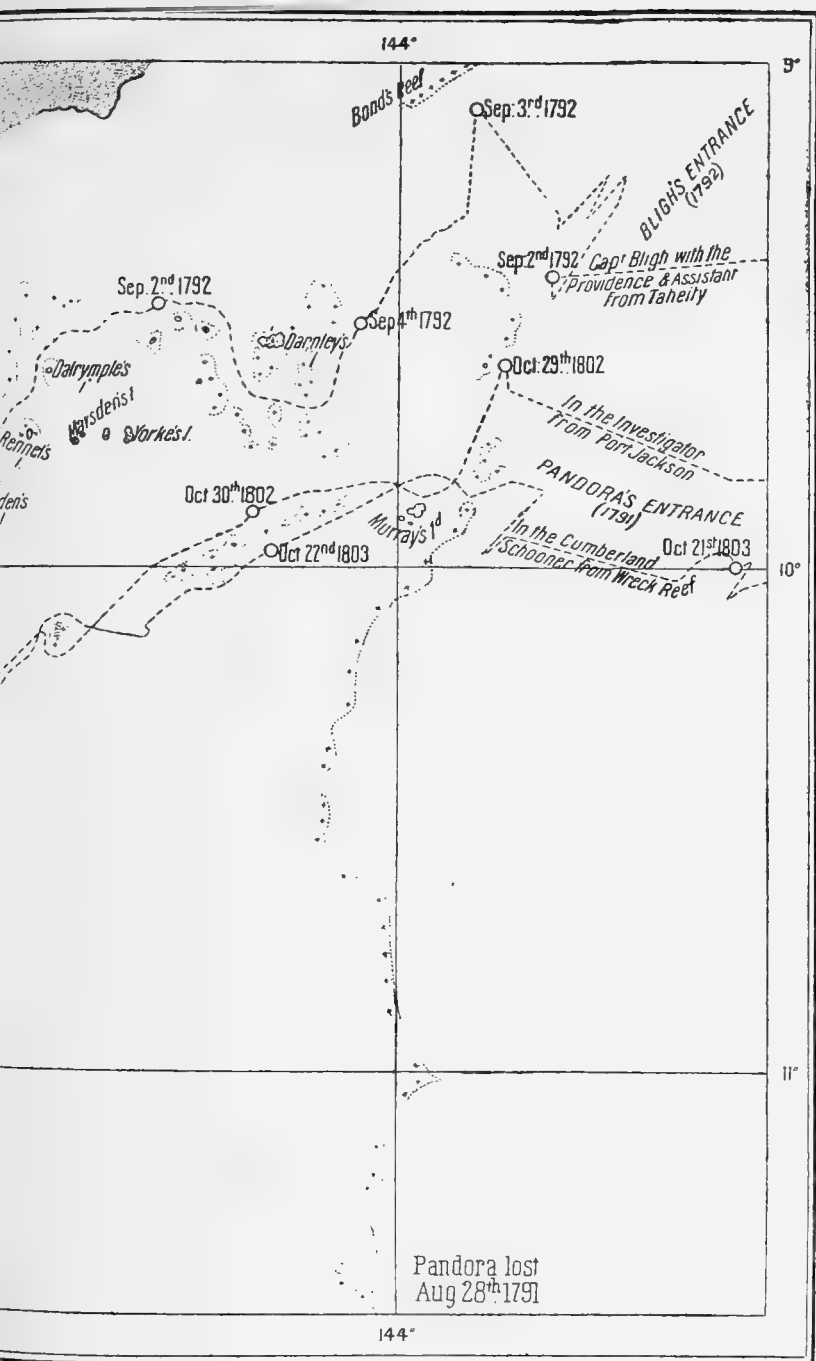 144°
9°
Bond's Reef
Sep. 3rd. 1792
BLIGH'S ENTRANCE
(1792)
Sep. 2nd 1792
Capt Bligh with the
Providence & Assistant
From Taheity
Sep. 2nd 1792
Sep 4th 1792
Darnley's
I
Dalrymple's
I
Oct. 29th. 1802
Marsden's I
Yorke's I.
Rennel's
I
In the Investigator
From Port Jackson
den's
I
Oct 30th 1802
PANDORA'S ENTRANCE
(1791)
Murray's Id
Oct 22nd 1803
In the Cumberland
Schooner from Wreck Reef
Oct 21st 1803
10°
11°
Pandora lost
Aug 28th. 1791
144°